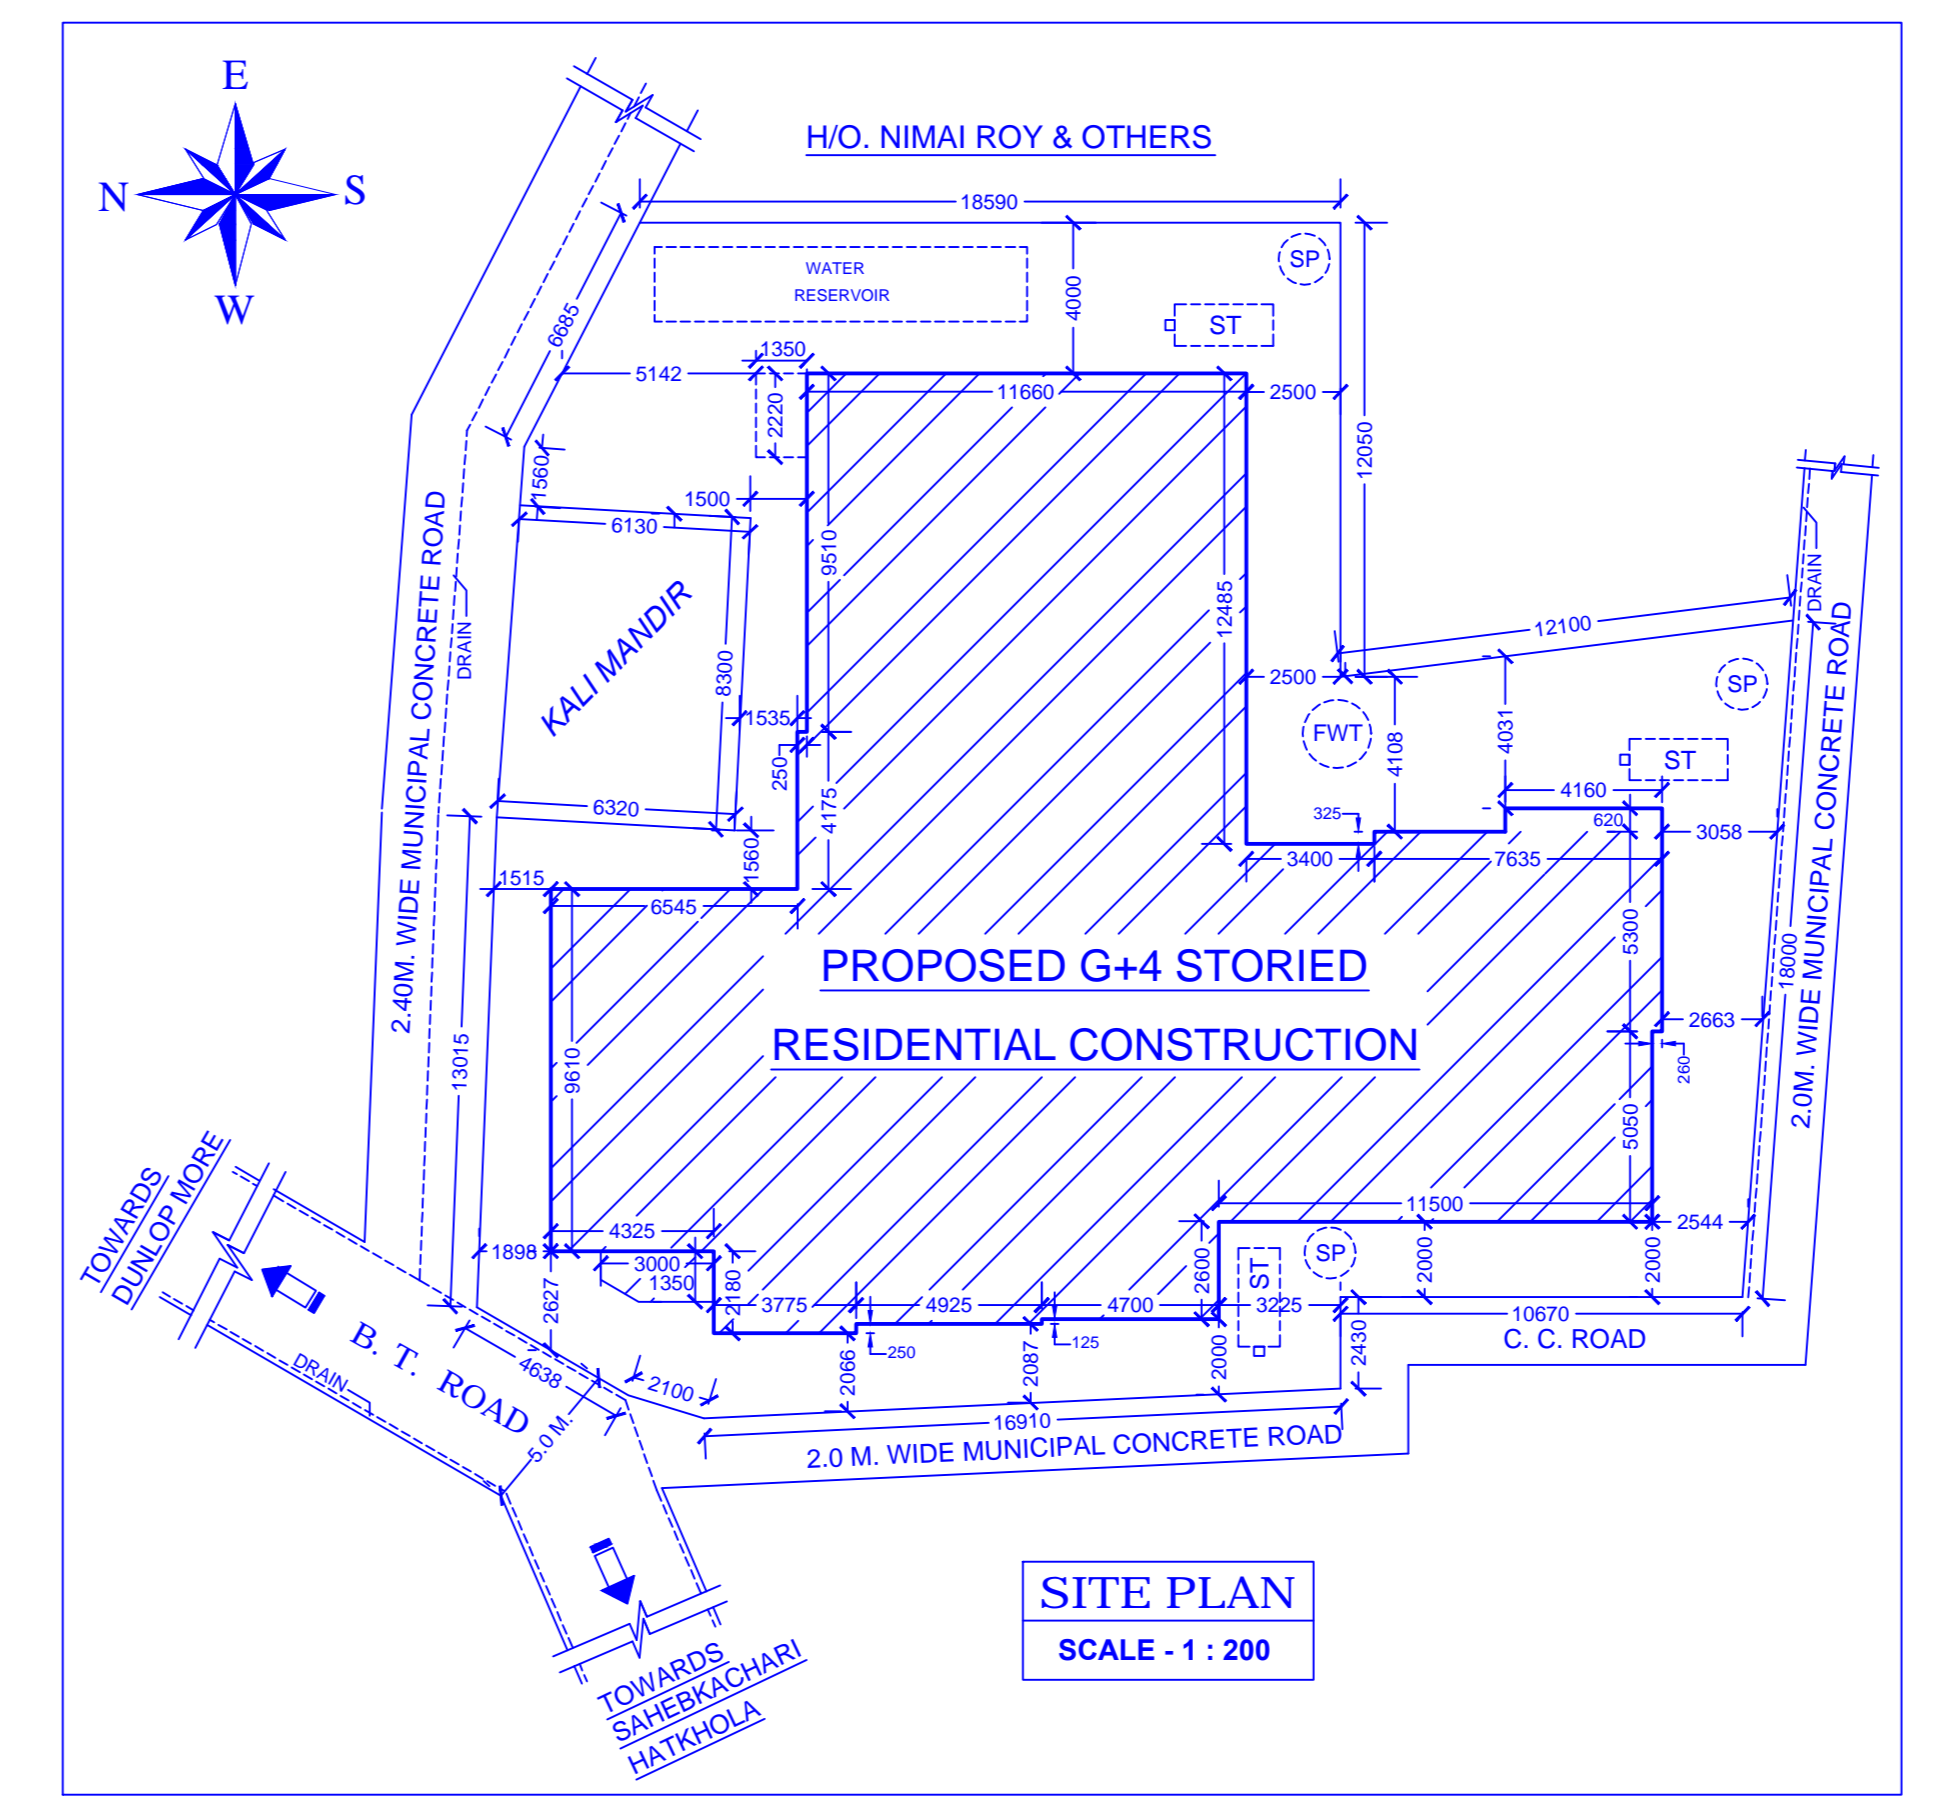 E
N
S
W
H/O. NIMAI ROY & OTHERS
18590
WATER
RESERVOIR
SP
4000
ST
6685
1350
5142
11660
2500
2220
12050
1560
1500
6130
9510
12485
2.40M. WIDE MUNICIPAL CONCRETE ROAD
DRAIN
KALI MANDIR
8300
12100
DRAIN
2500
SP
1535
FWT
4108
4031
250
ST
4160
6320
4175
325
620
3058
1560
3400
7635
1515
6545
5300
PROPOSED G+4 STORIED
RESIDENTIAL CONSTRUCTION
18000
2.0M. WIDE MUNICIPAL CONCRETE ROAD
2663
260
13015
9610
5050
11500
2544
4325
1898
3000
1350
2180
2627
2600
ST
SP
2000
2000
3775
4925
4700
3225
10670
C. C. ROAD
250
125
2066
2087
2000
2430
TOWARDS
DUNLOP MORE
B. T. ROAD
DRAIN
4638
5.0 M.
2100
16910
2.0 M. WIDE MUNICIPAL CONCRETE ROAD
TOWARDS
SAHEBKACHARI
HATKHOLA
SITE PLAN
SCALE - 1 : 200